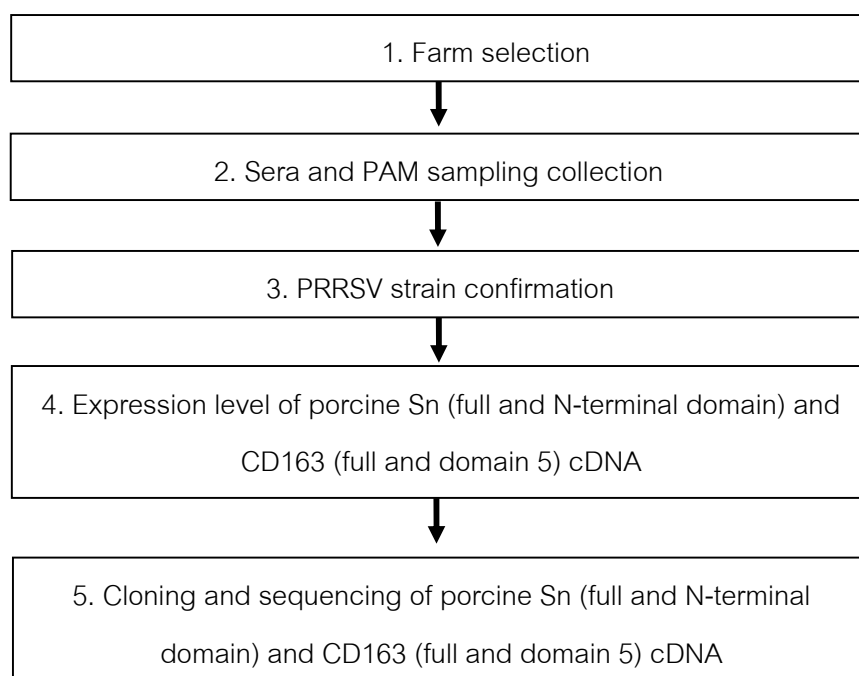 1. Farm selection
2. Sera and PAM sampling collection
3. PRRSV strain confirmation
4. Expression level of porcine Sn (full and N-terminal domain) and
CD163 (full and domain 5) cDNA
5. Cloning and sequencing of porcine Sn (full and N-terminal
domain) and CD163 (full and domain 5) cDNA